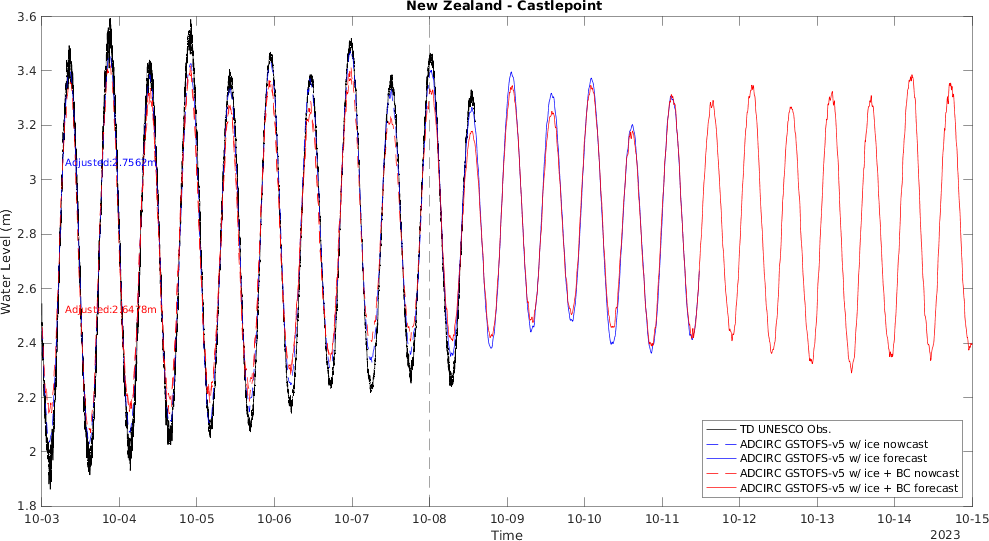 New Zealand - Castlepoint
Water Level (m)
3.6
3.4
3.2
3
2.8
2.6
2.4
2.2
2
1.8
Adjusted:2.7562m
Adjusted:2.6478m
TD UNESCO Obs.
ADCIRC GSTOFS-v5 w/ ice nowcast
ADCIRC GSTOFS-v5 w/ ice forecast
ADCIRC GSTOFS-v5 w/ ice + BC nowcast
ADCIRC GSTOFS-v5 w/ ice + BC forecast
10-03 10-04 10-05 10-06 10-07 10-08 10-09 10-10 10-11 10-12 10-13 10-14 10-15
Time
2023